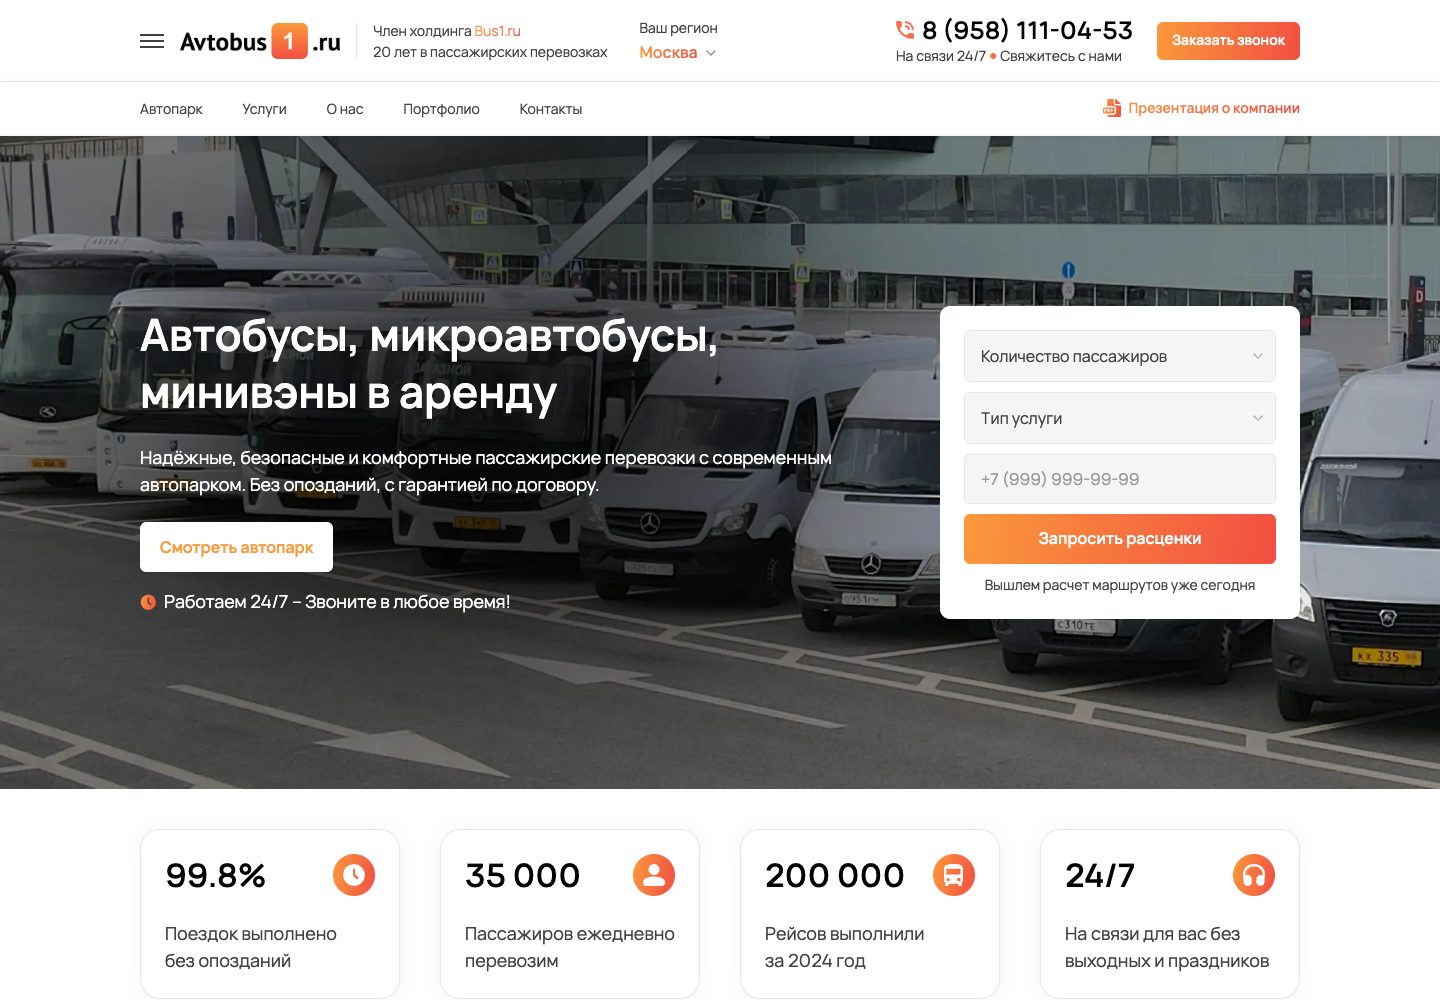 Avtobus 1 .ru
Член холдинга Bus1.ru
20 лет в пассажирских перевозках
Ваш регион
Москва
8 (958) 111-04-53
На связи 24/7 • Свяжитесь с нами
Заказать звонок
Автопарк
Услуги
О нас
Портфолио
Контакты
Презентация о компании
Автобусы, микроавтобусы,
минивэны в аренду
Надёжные, безопасные и комфортные пассажирские перевозки с современным
автопарком. Без опозданий, с гарантией по договору.
Смотреть автопарк
Работаем 24/7 – Звоните в любое время!
Количество пассажиров
Тип услуги
+7 (999) 999-99-99
Запросить расценки
Вышлем расчет маршрутов уже сегодня
ЗАКАЗНОЙ
С310ТЕ
КХ 335
20
D
99.8%
Поездок выполнено
без опозданий
35 000
Пассажиров ежедневно
перевозим
200 000
Рейсов выполнили
за 2024 год
24/7
На связи для вас без
выходных и праздников